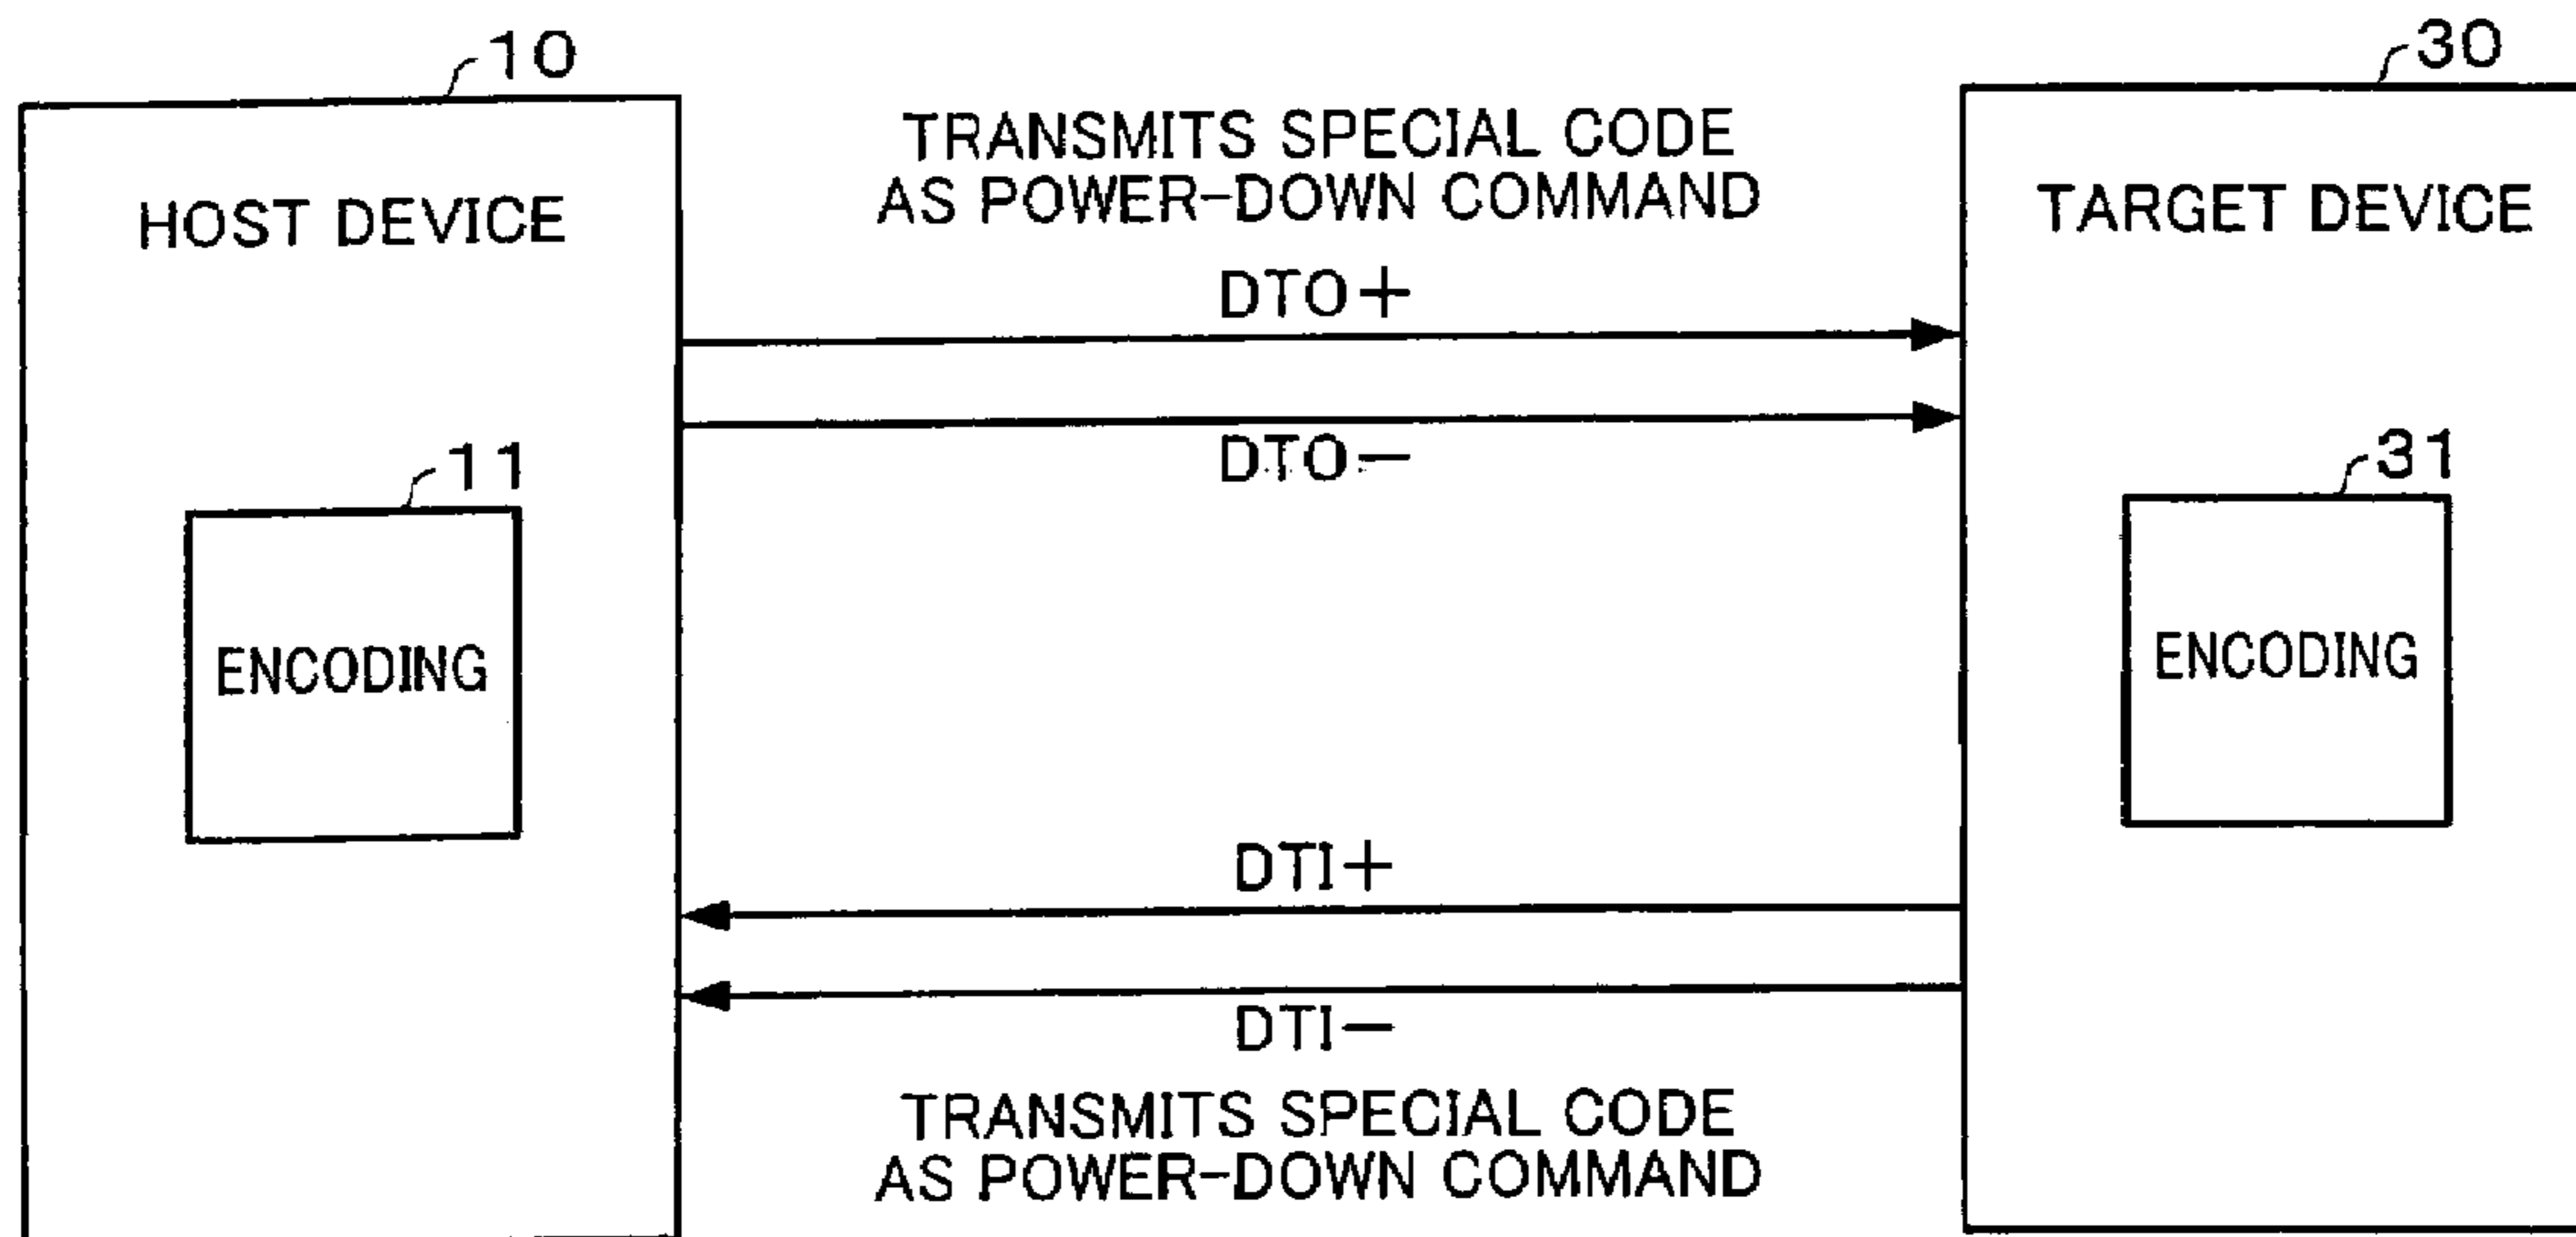 10
30
TRANSMITS SPECIAL CODE
AS POWER-DOWN COMMAND
HOST DEVICE
TARGET DEVICE
DTO+
DTO−
11
31
ENCODING
ENCODING
DTI+
DTI−
TRANSMITS SPECIAL CODE
AS POWER-DOWN COMMAND